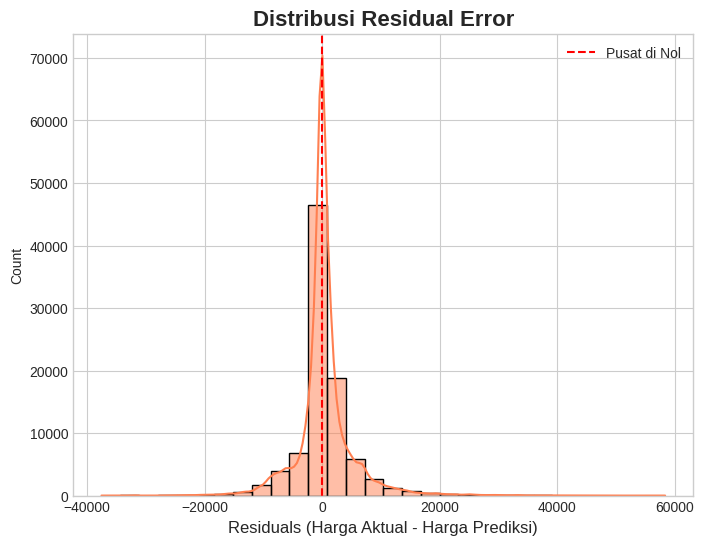 Distribusi Residual Error
Pusat di Nol
70000
60000
50000
40000
30000
20000
10000
0
Count
−40000 −20000 0 20000 40000 60000
Residuals (Harga Aktual - Harga Prediksi)